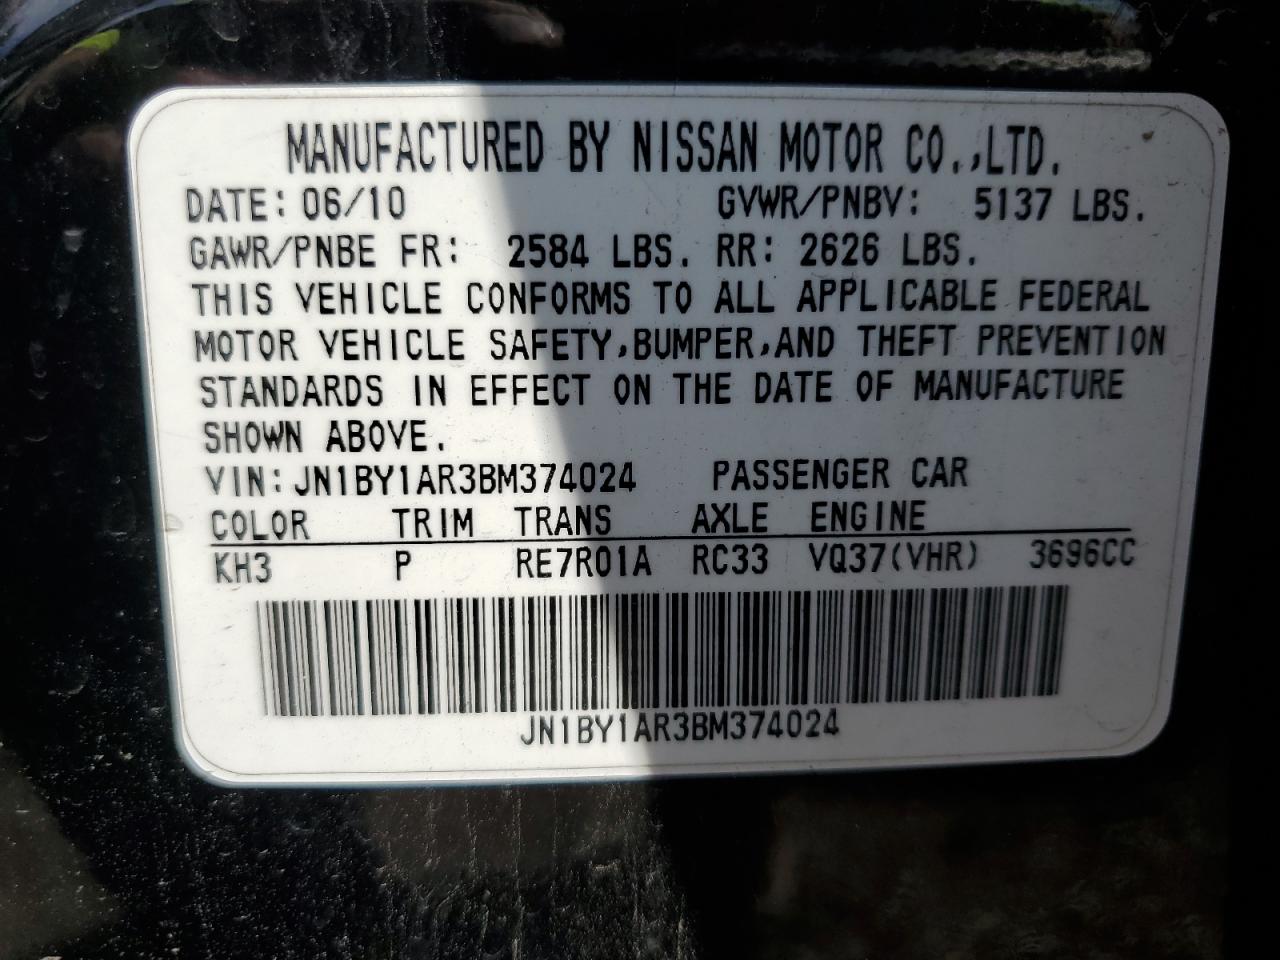 MANUFACTURED BY NISSAN MOTOR CO.,LTD.
DATE: 06/10 GVWR/PNBV: 5137 LBS.
GAWR/PNBE FR: 2584 LBS. RR: 2626 LBS.
THIS VEHICLE CONFORMS TO ALL APPLICABLE FEDERAL
MOTOR VEHICLE SAFETY,BUMPER,AND THEFT PREVENTION
STANDARDS IN EFFECT ON THE DATE OF MANUFACTURE
SHOWN ABOVE.
VIN:JN1BY1AR3BM374024 PASSENGER CAR
COLOR TRIM TRANS AXLE ENGINE
KH3 P RE7R01A RC33 VQ37(VHR) 3696CC
JN1BY1AR3BM374024